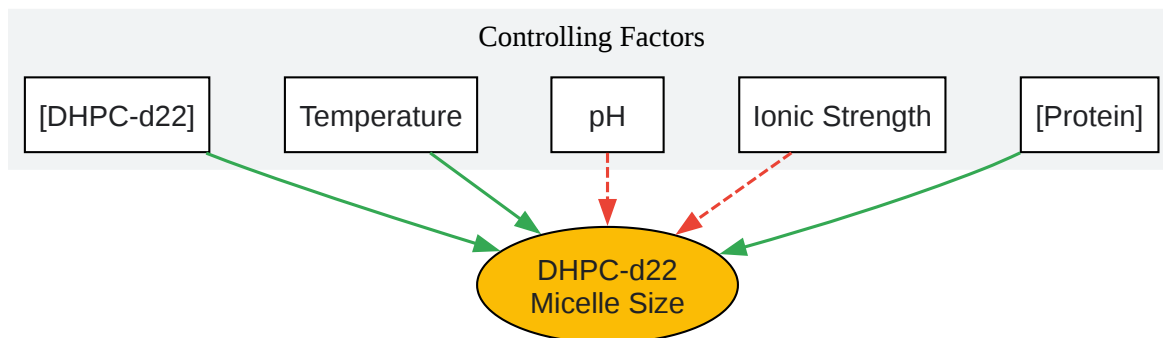 Controlling Factors
[DHPC-d22]
Temperature
pH
Ionic Strength
[Protein]
DHPC-d22
Micelle Size